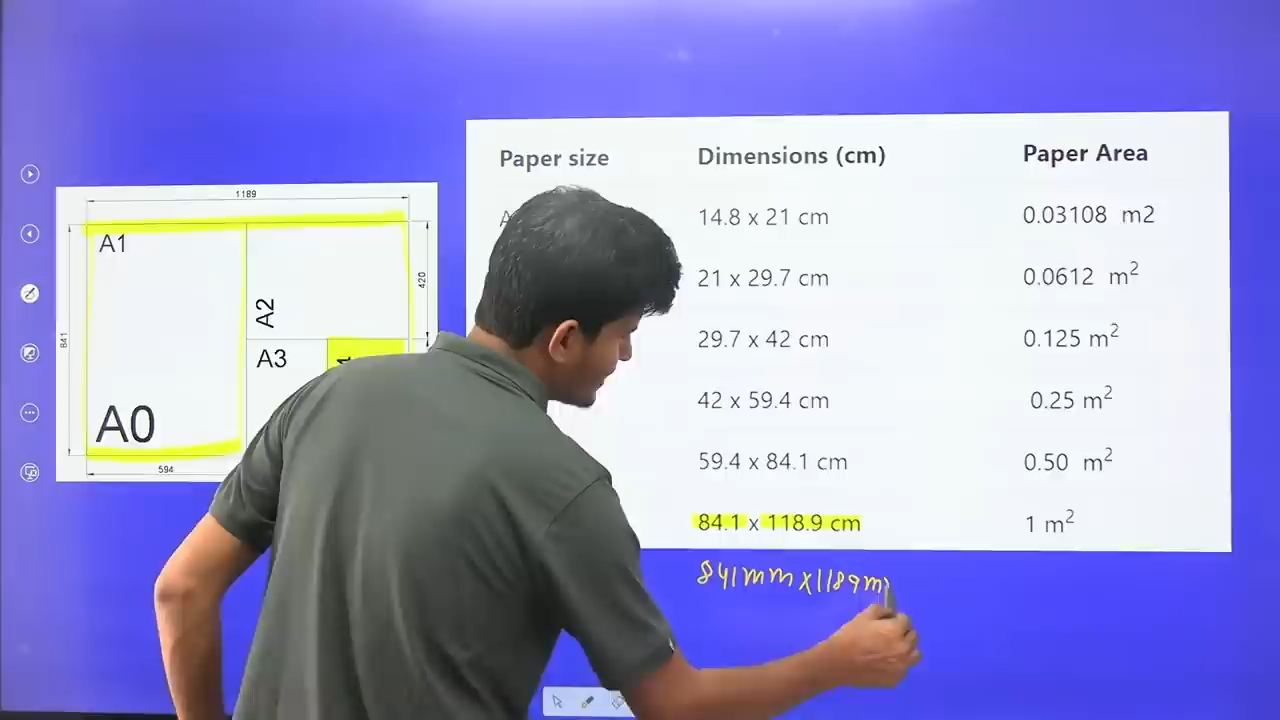 1189
A1
A2
420
841
A3
A0
594
Paper size Dimensions (cm) Paper Area
14.8 x 21 cm 0.03108 m2
21 x 29.7 cm 0.0612 m²
29.7 x 42 cm 0.125 m²
42 x 59.4 cm 0.25 m²
59.4 x 84.1 cm 0.50 m²
84.1 x 118.9 cm 1 m²
841mm x 1189m